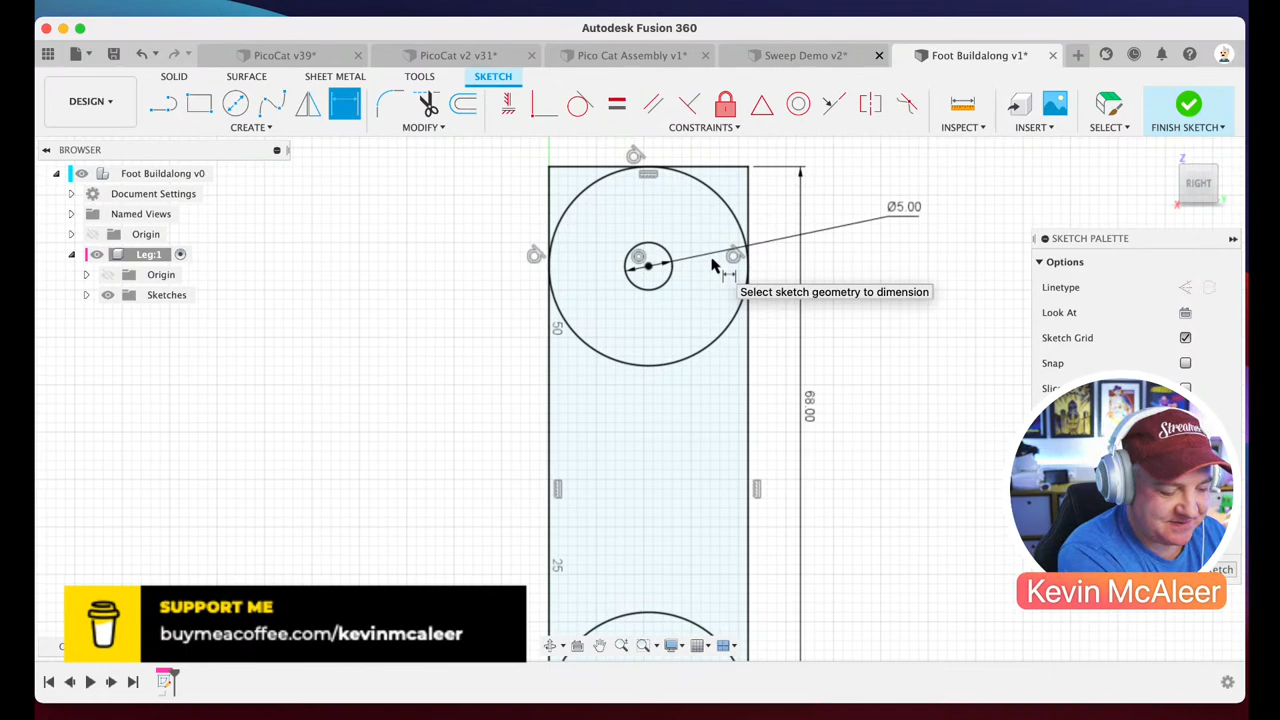 Autodesk Fusion 360
PicoCat v39*
PicoCat v2 v31*
Pico Cat Assembly v1*
Sweep Demo v2*
Foot Buildalong v1*
DESIGN
SOLID
SURFACE
SHEET METAL
TOOLS
SKETCH
CREATE
MODIFY
CONSTRAINTS
INSPECT
INSERT
SELECT
FINISH SKETCH
BROWSER
Foot Buildalong v0
Document Settings
Named Views
Origin
Leg:1
Origin
Sketches
Z
RIGHT
X
Y
Ø5.00
Select sketch geometry to dimension
50
68.00
25
SKETCH PALETTE
Options
Linetype
Look At
Sketch Grid
Snap
Slic
etch
Kevin McAleer
SUPPORT ME
buymeacoffee.com/kevinmcaleer